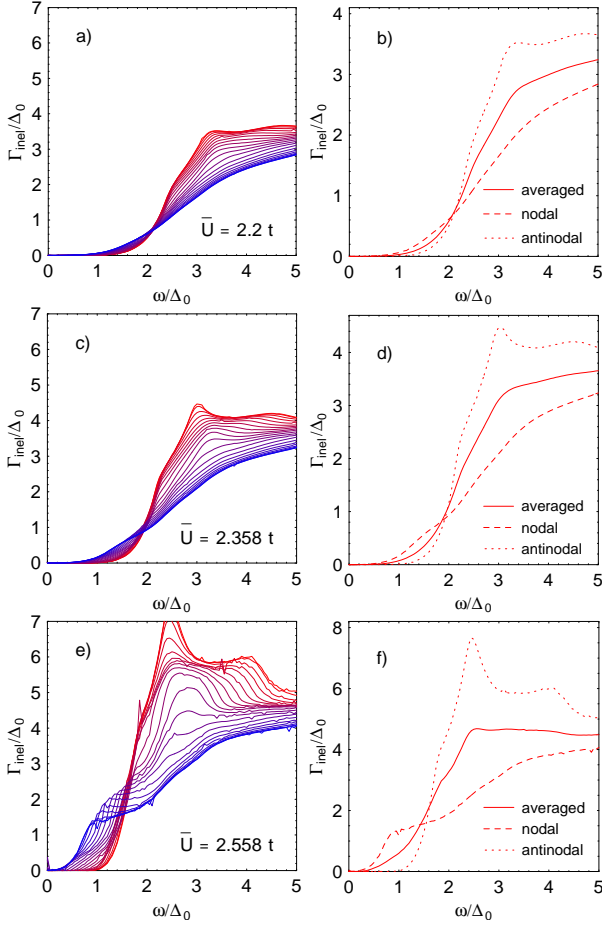 a)
Γinel/Δ0
7
6
5
4
3
2
1
0
U̅ = 2.2 t
0 1 2 3 4 5
ω/Δ0
b)
Γinel/Δ0
4
3
2
1
0
averaged
nodal
antinodal
0 1 2 3 4 5
ω/Δ0
c)
Γinel/Δ0
7
6
5
4
3
2
1
0
U̅ = 2.358 t
0 1 2 3 4 5
ω/Δ0
d)
Γinel/Δ0
4
3
2
1
0
averaged
nodal
antinodal
0 1 2 3 4 5
ω/Δ0
e)
Γinel/Δ0
7
6
5
4
3
2
1
0
U̅ = 2.558 t
0 1 2 3 4 5
ω/Δ0
f)
Γinel/Δ0
8
6
4
2
0
averaged
nodal
antinodal
0 1 2 3 4 5
ω/Δ0